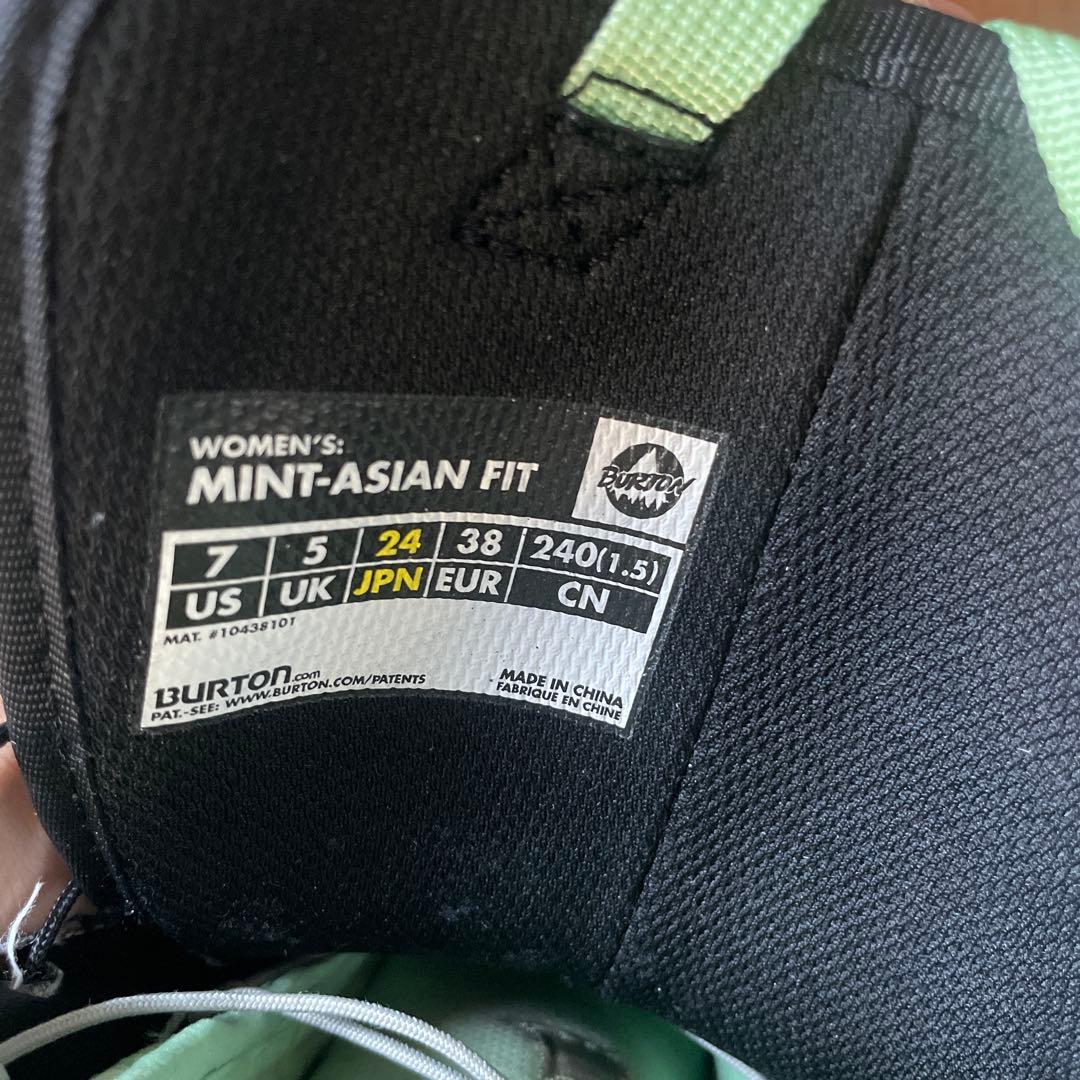 WOMEN'S:
MINT-ASIAN FIT
BURTON
7 5 24 38 240(1.5)
US UK JPN EUR CN
MAT. #10438101
BURTON.com
PAT.-SEE: WWW.BURTON.COM/PATENTS
MADE IN CHINA
FABRIQUE EN CHINE